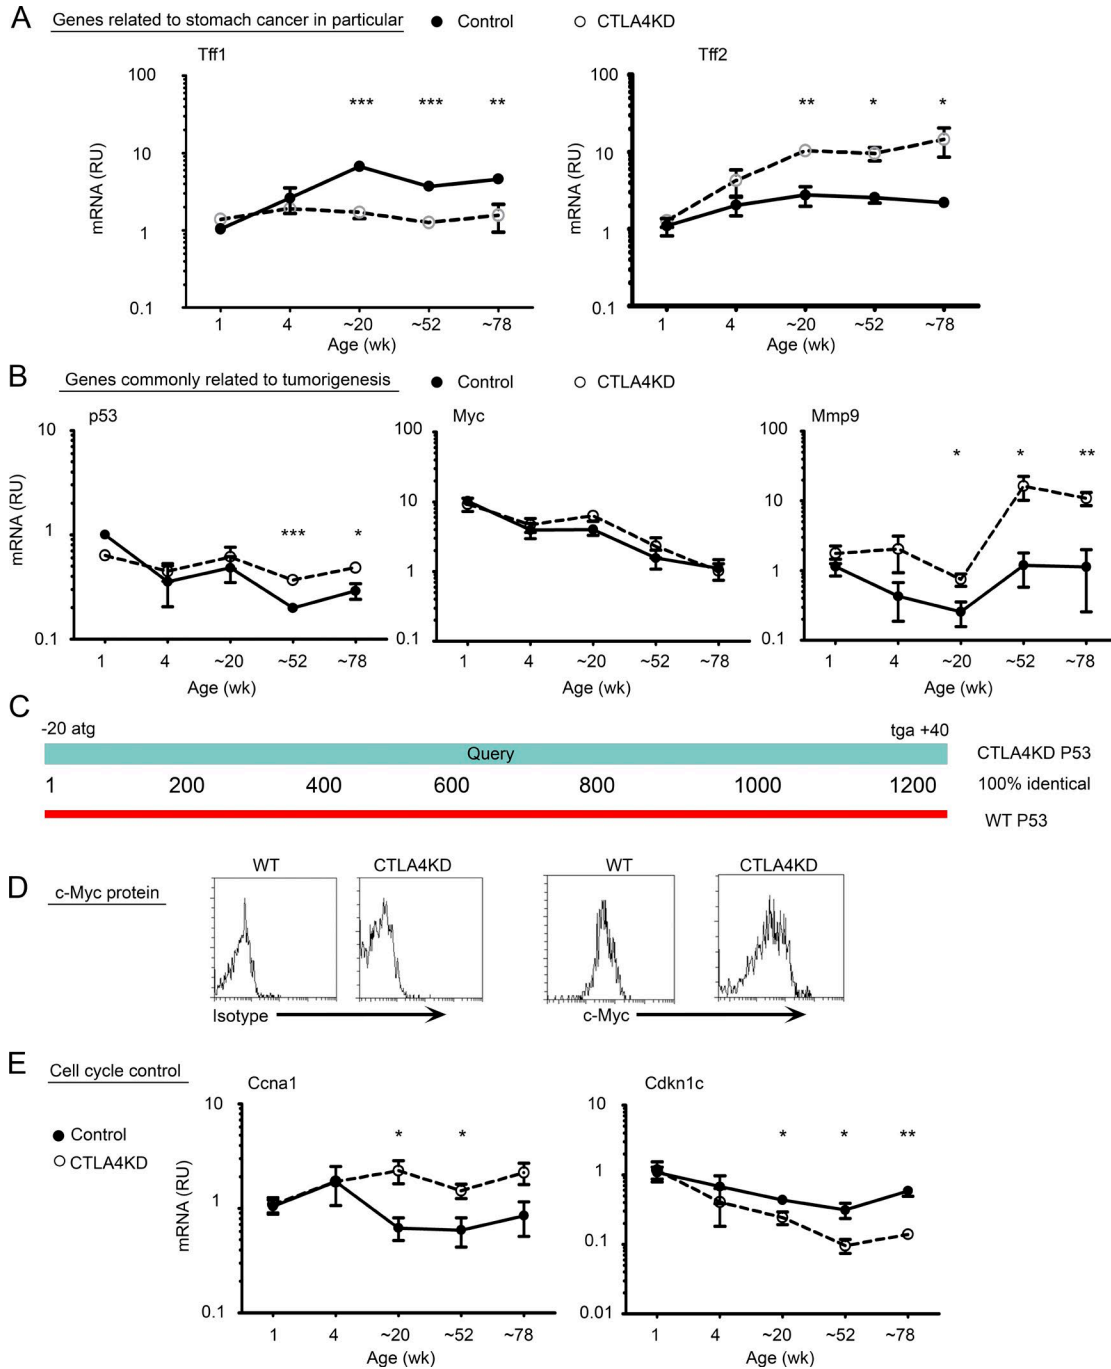 A
Genes related to stomach cancer in particular ● Control ○ CTLA4KD
Tff1
Tff2
mRNA (RU)
100
10
1
0.1
*** *** **
1 4 ~20 ~52 ~78
Age (wk)
mRNA (RU)
100
10
1
0.1
** * *
1 4 ~20 ~52 ~78
Age (wk)
B
Genes commonly related to tumorigenesis ● Control ○ CTLA4KD
p53
Myc
Mmp9
mRNA (RU)
10
1
0.1
*** *
1 4 ~20 ~52 ~78
Age (wk)
100
10
1
0.1
1 4 ~20 ~52 ~78
Age (wk)
100
10
1
0.1
* * **
1 4 ~20 ~52 ~78
Age (wk)
C
-20 atg
tga +40
Query
CTLA4KD P53
1 200 400 600 800 1000 1200
100% identical
WT P53
D
c-Myc protein
WT
CTLA4KD
WT
CTLA4KD
Isotype
c-Myc
E
Cell cycle control
● Control
○ CTLA4KD
Ccna1
Cdkn1c
mRNA (RU)
10
1
0.1
* *
1 4 ~20 ~52 ~78
Age (wk)
10
1
0.1
0.01
* * **
1 4 ~20 ~52 ~78
Age (wk)